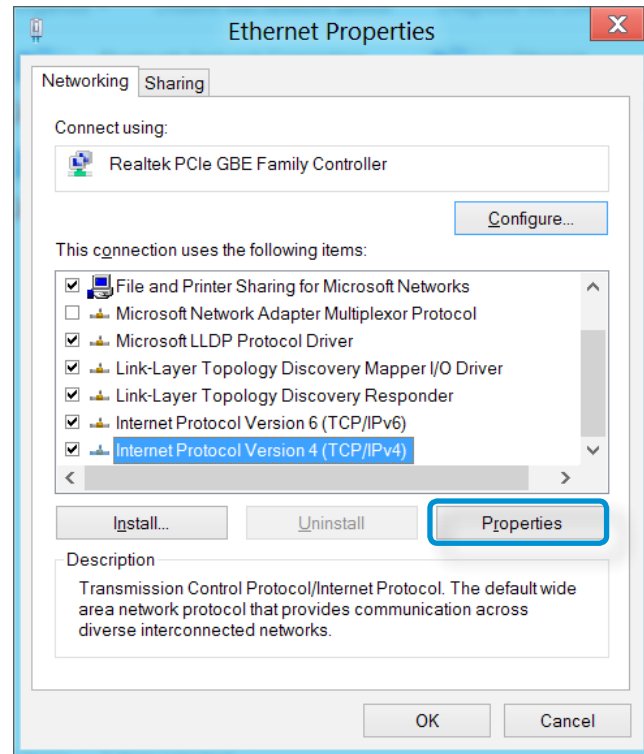 Ethernet Properties
X
Networking
Sharing
Connect using:
Realtek PCIe GBE Family Controller
Configure...
This connection uses the following items:
File and Printer Sharing for Microsoft Networks
Microsoft Network Adapter Multiplexor Protocol
Microsoft LLDP Protocol Driver
Link-Layer Topology Discovery Mapper I/O Driver
Link-Layer Topology Discovery Responder
Internet Protocol Version 6 (TCP/IPv6)
Internet Protocol Version 4 (TCP/IPv4)
Install...
Uninstall
Properties
Description
Transmission Control Protocol/Internet Protocol. The default wide
area network protocol that provides communication across
diverse interconnected networks.
OK
Cancel